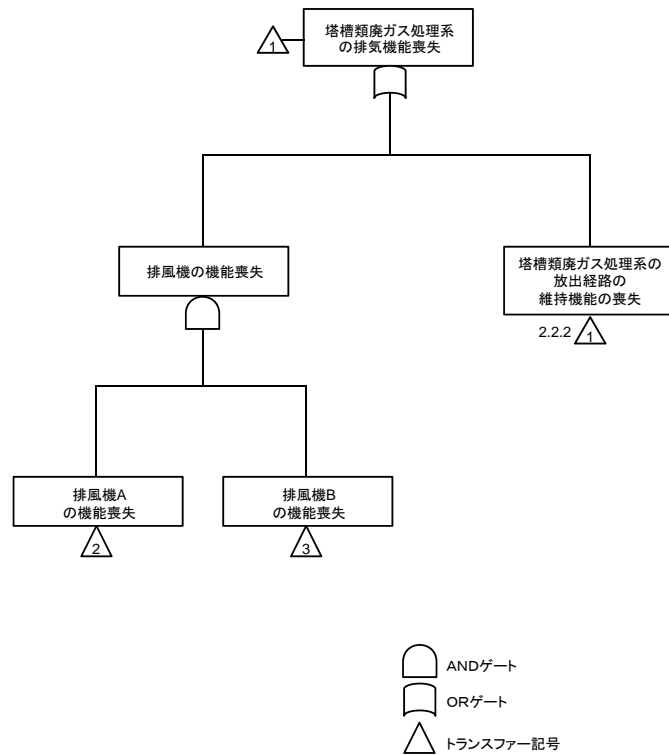 1
塔槽類廃ガス処理系
の排気機能喪失
排風機の機能喪失
塔槽類廃ガス処理系の
放出経路の
維持機能の喪失
2.2.2
1
排風機A
の機能喪失
排風機B
の機能喪失
2
3
ANDゲート
ORゲート
トランスファー記号